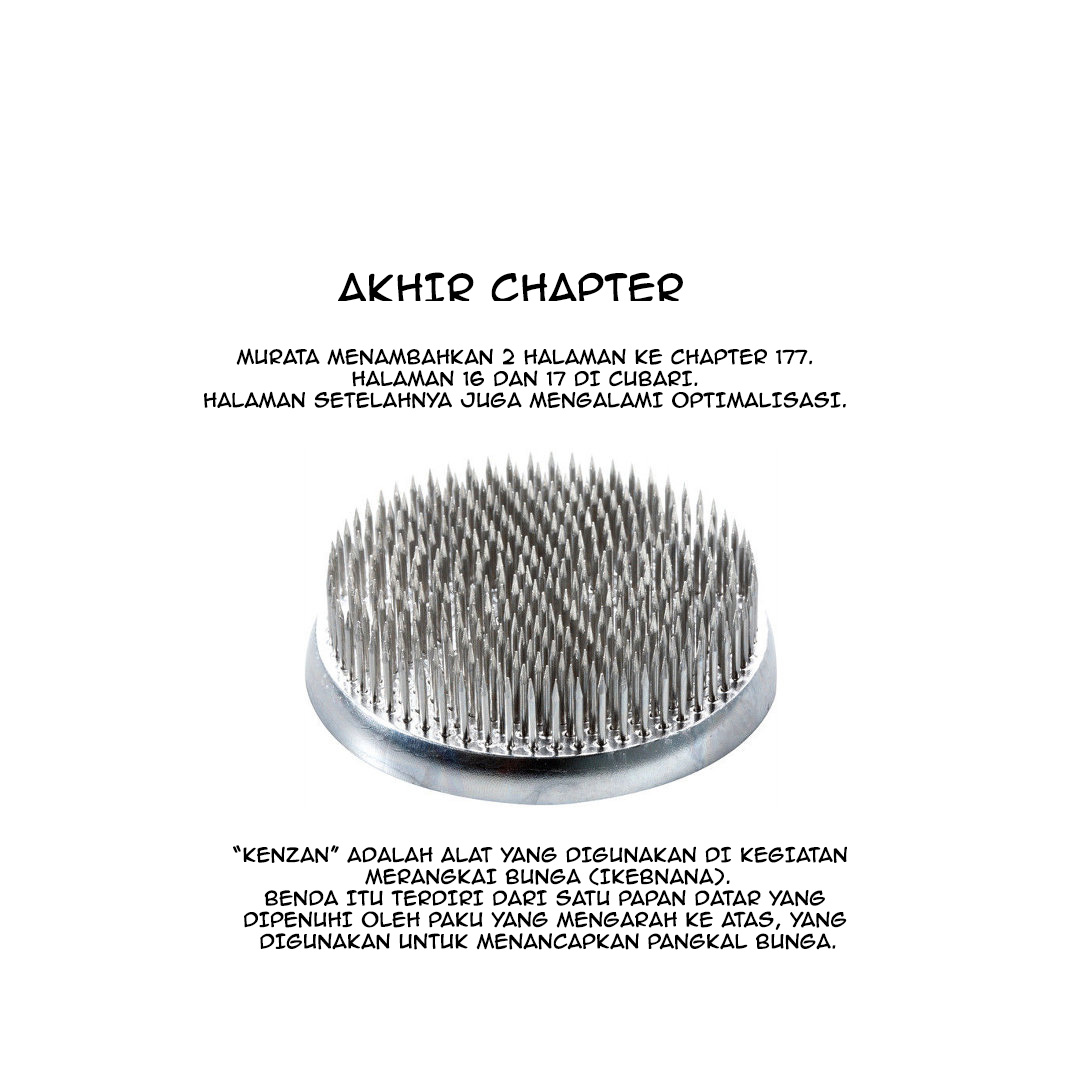 AKHIR CHAPTER
MURATA MENAMBAHKAN 2 HALAMAN KE CHAPTER 177.
HALAMAN 16 DAN 17 DI CUBARI.
HALAMAN SETELAHNYA JUGA MENGALAMI OPTIMALISASI.
“KENZAN” ADALAH ALAT YANG DIGUNAKAN DI KEGIATAN
MERANGKAI BUNGA (IKEBNANA).
BENDA ITU TERDIRI DARI SATU PAPAN DATAR YANG
DIPENUHI OLEH PAKU YANG MENGARAH KE ATAS, YANG
DIGUNAKAN UNTUK MENANCAPKAN PANGKAL BUNGA.